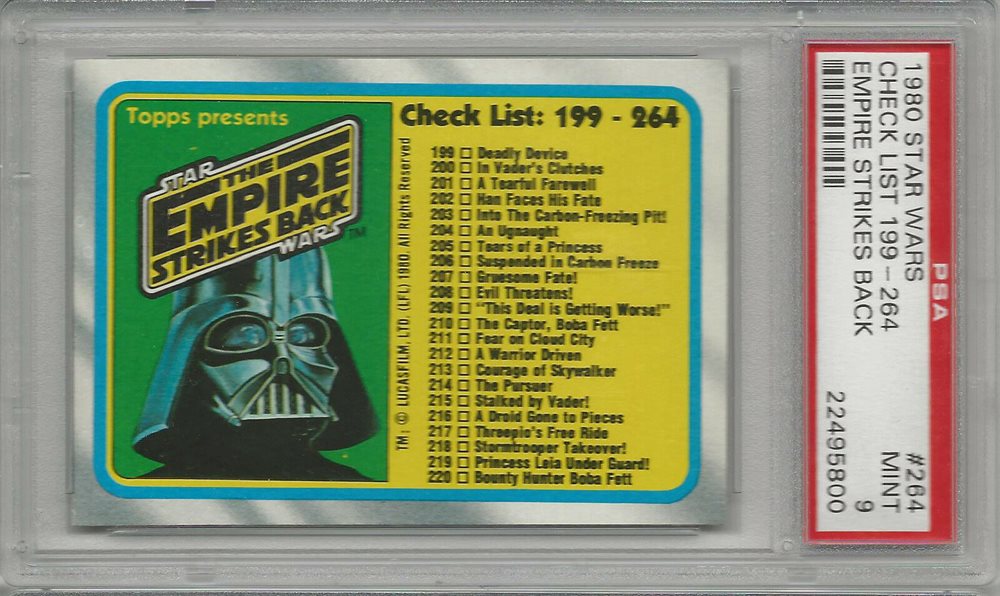 Topps presents
STAR
THE
EMPIRE
STRIKES BACK
WARS™
TM: © LUCASFILM, LTD. (LFL) 1980 All Rights Reserved
Check List: 199 - 264
199 □ Deadly Device
200 □ In Vader's Clutches
201 □ A Tearful Farewell
202 □ Han Faces His Fate
203 □ Into The Carbon-Freezing Pit!
204 □ An Ugnaught
205 □ Tears of a Princess
206 □ Suspended in Carbon Freeze
207 □ Gruesome Fate!
208 □ Evil Threatens!
209 □ "This Deal is Getting Worse!"
210 □ The Captor, Boba Fett
211 □ Fear on Cloud City
212 □ A Warrior Driven
213 □ Courage of Skywalker
214 □ The Pursuer
215 □ Stalked by Vader!
216 □ A Droid Gone to Pieces
217 □ Threepio's Free Ride
218 □ Stormtrooper Takeover!
219 □ Princess Leia Under Guard!
220 □ Bounty Hunter Boba Fett
PSA
1980 STAR WARS #264
CHECK LIST 199-264 MINT
EMPIRE STRIKES BACK 9
22495800